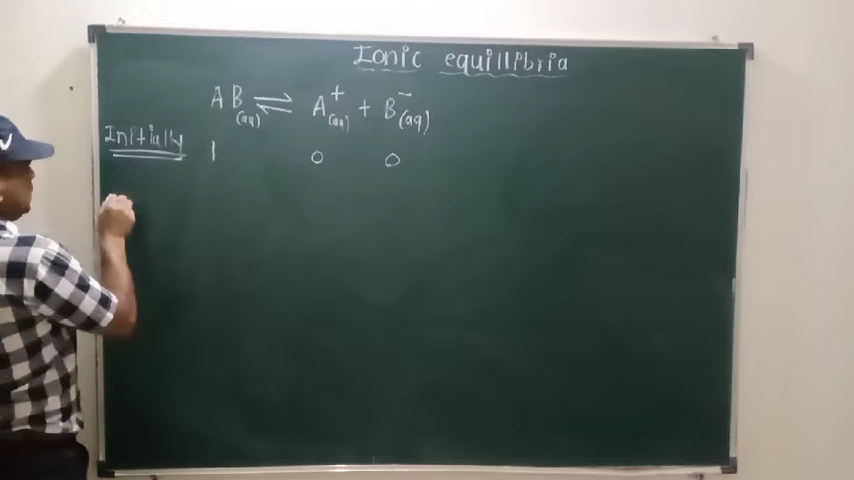 Ionic equilibria
AB(aq) ⇌ A⁺(aq) + B⁻(aq)
Initially 1 0 0